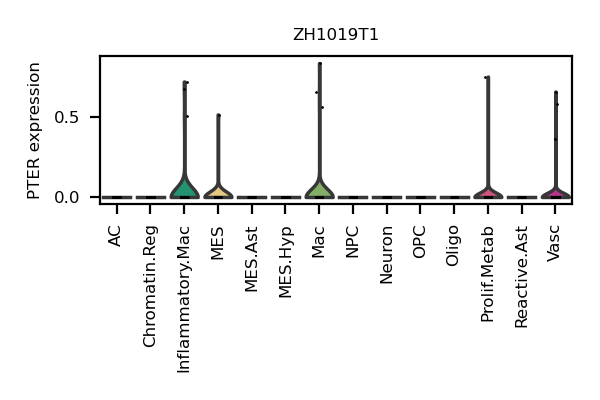 ZH1019T1
PTER expression
0.5
0.0
AC
Chromatin.Reg
Inflammatory.Mac
MES
MES.Ast
MES.Hyp
Mac
NPC
Neuron
OPC
Oligo
Prolif.Metab
Reactive.Ast
Vasc